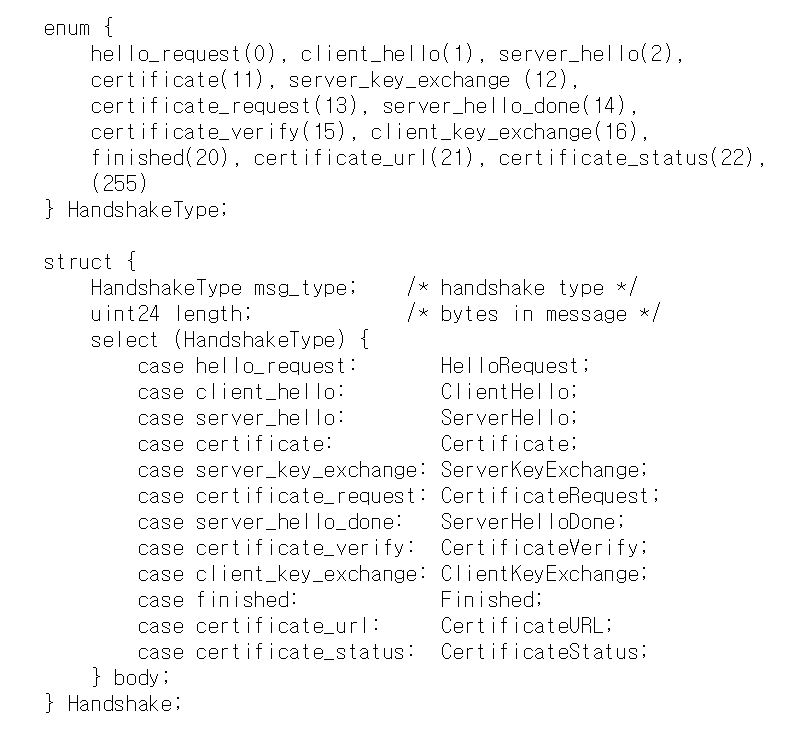 enum {
    hello_request(0), client_hello(1), server_hello(2),
    certificate(11), server_key_exchange (12),
    certificate_request(13), server_hello_done(14),
    certificate_verify(15), client_key_exchange(16),
    finished(20), certificate_url(21), certificate_status(22),
    (255)
} HandshakeType;

struct {
    HandshakeType msg_type;    /* handshake type */
    uint24 length;             /* bytes in message */
    select (HandshakeType) {
        case hello_request:       HelloRequest;
        case client_hello:        ClientHello;
        case server_hello:        ServerHello;
        case certificate:         Certificate;
        case server_key_exchange: ServerKeyExchange;
        case certificate_request: CertificateRequest;
        case server_hello_done:   ServerHelloDone;
        case certificate_verify:  CertificateVerify;
        case client_key_exchange: ClientKeyExchange;
        case finished:            Finished;
        case certificate_url:     CertificateURL;
        case certificate_status:  CertificateStatus;
    } body;
} Handshake;